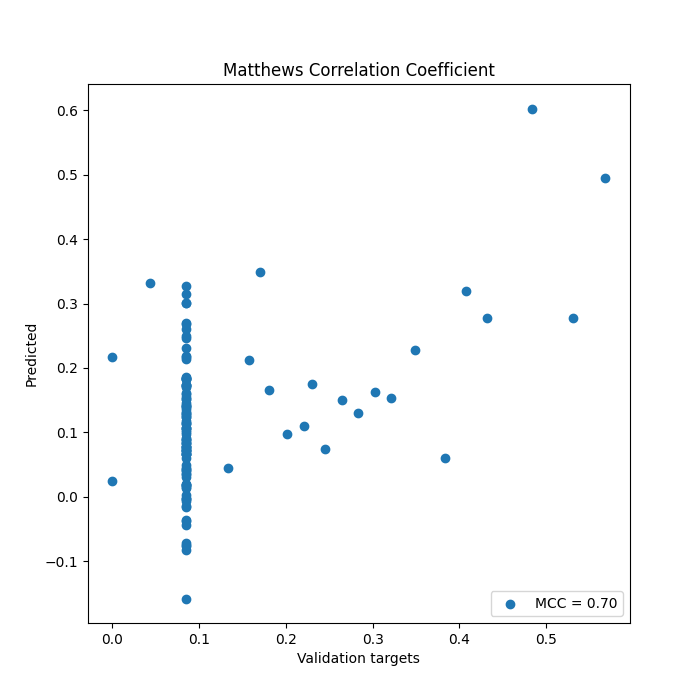 Matthews Correlation Coefficient
0.6
0.5
0.4
0.3
0.2
0.1
0.0
−0.1
Predicted
MCC = 0.70
0.0 0.1 0.2 0.3 0.4 0.5
Validation targets